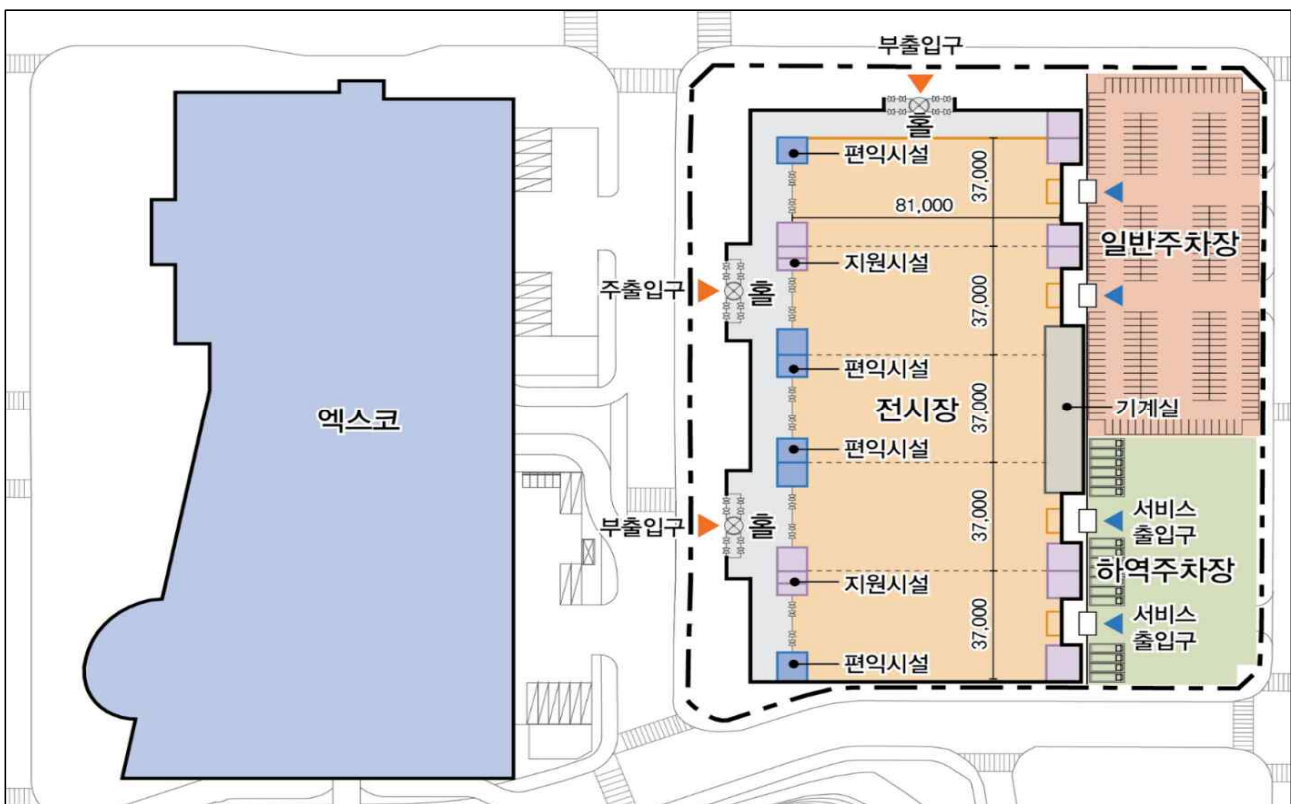 부출입구
홀
편익시설
37,000
81,000
일반주차장
지원시설
주출입구
홀
37,000
편익시설
엑스코
전시장
37,000
기계실
편익시설
부출입구
홀
37,000
서비스
출입구
하역주차장
지원시설
37,000
서비스
출입구
편익시설